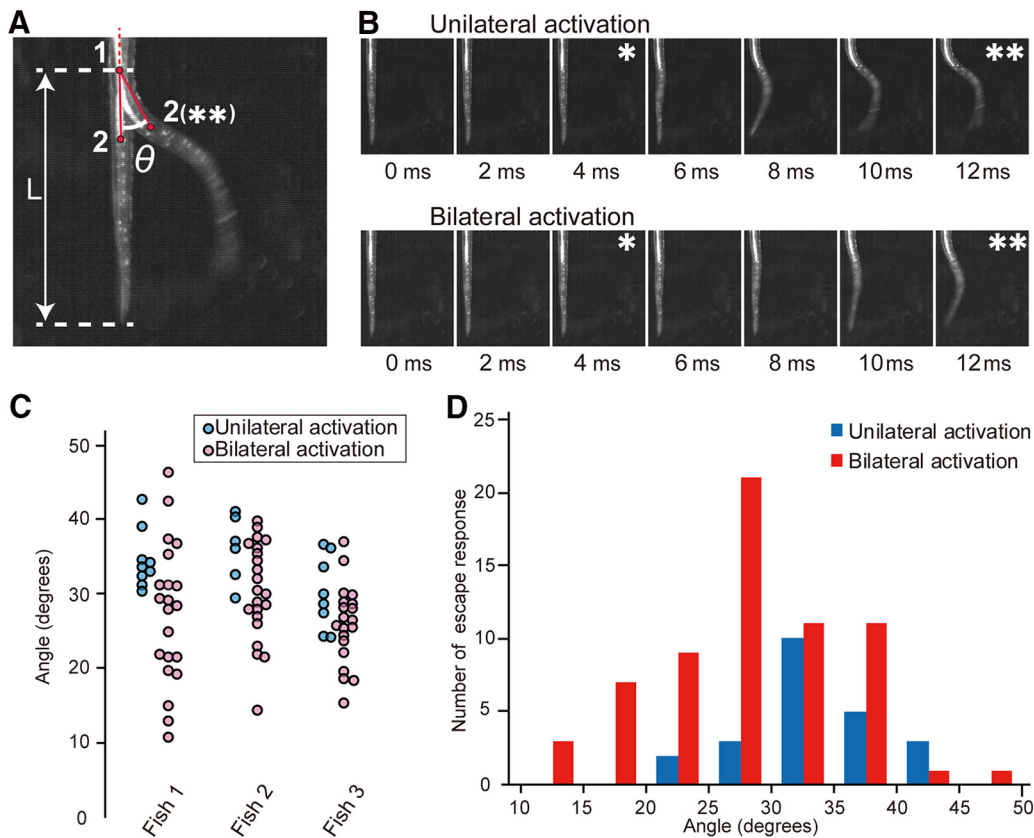 A
1
2(**)
2
θ
L
B
Unilateral activation
*
**
0 ms
2 ms
4 ms
6 ms
8 ms
10 ms
12 ms
Bilateral activation
*
**
0 ms
2 ms
4 ms
6 ms
8 ms
10 ms
12 ms
C
Unilateral activation
Bilateral activation
Angle (degrees)
50
40
30
20
10
0
Fish 1
Fish 2
Fish 3
D
Unilateral activation
Bilateral activation
Number of escape response
25
20
15
10
5
0
10 15 20 25 30 35 40 45 50
Angle (degrees)